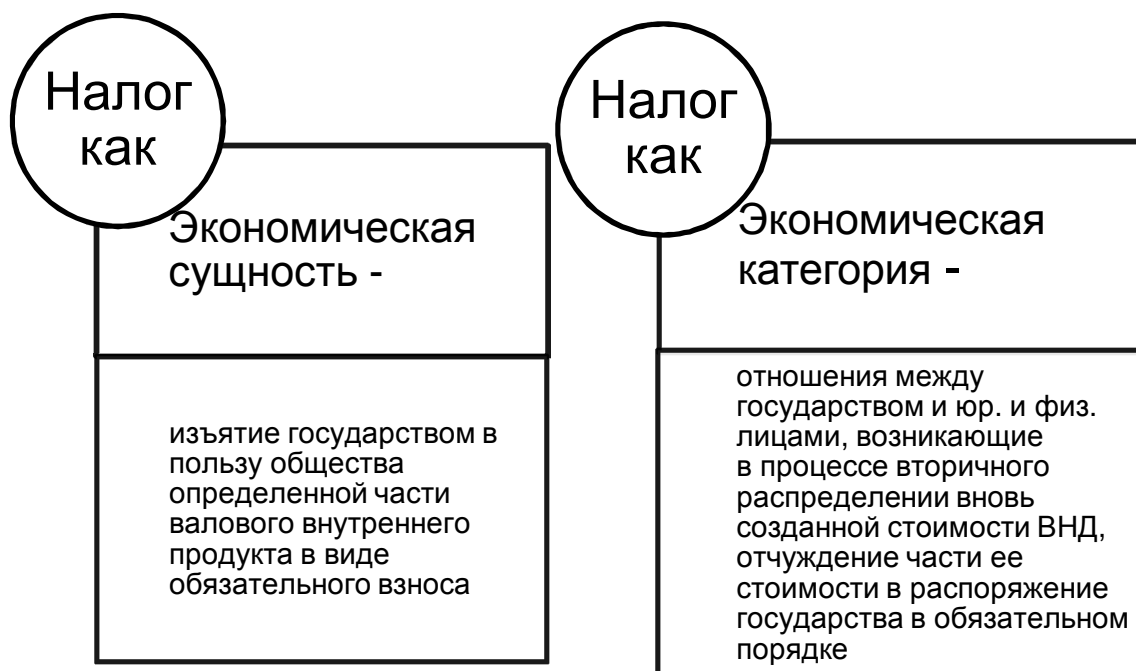 Налог
как
Экономическая
сущность -
изъятие государством в
пользу общества
определенной части
валового внутреннего
продукта в виде
обязательного взноса
Налог
как
Экономическая
категория -
отношения между
государством и юр. и физ.
лицами, возникающие
в процессе вторичного
распределении вновь
созданной стоимости ВНД,
отчуждение части ее
стоимости в распоряжение
государства в обязательном
порядке